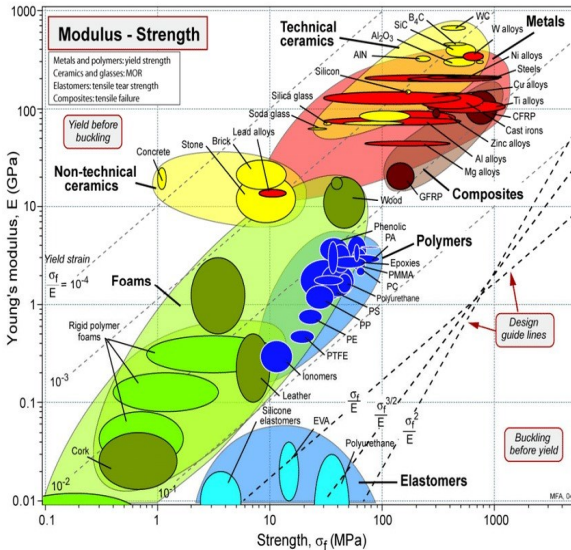 Modulus - Strength
Metals and polymers: yield strength
Ceramics and glasses: MOR
Elastomers: tensile tear strength
Composites: tensile failure
Technical
ceramics
Metals
B4C
SiC
Al2O3
AlN
WC
W alloys
Ni alloys
Steels
Cu alloys
Ti alloys
CFRP
Cast irons
Zinc alloys
Al alloys
Mg alloys
Silicon
Silica glass
Soda glass
Yield before
buckling
Concrete
Stone
Brick
Lead alloys
Non-technical
ceramics
Composites
GFRP
Wood
Phenolic
PA
Polymers
Epoxies
PMMA
PC
Polyurethane
PS
PP
PE
PTFE
Ionomers
Leather
Yield strain
σf/E = 10-4
Foams
Rigid polymer
foams
Cork
Silicone
elastomers
EVA
Polyurethane
Elastomers
Design
guide lines
σf/E
σf3/2/E
σf2/E
Buckling
before yield
10-3
10-2
10-1
MFA, 04
1000
100
10
1
0.1
0.01
Young's modulus, E (GPa)
0.1
1
10
100
1000
Strength, σf (MPa)